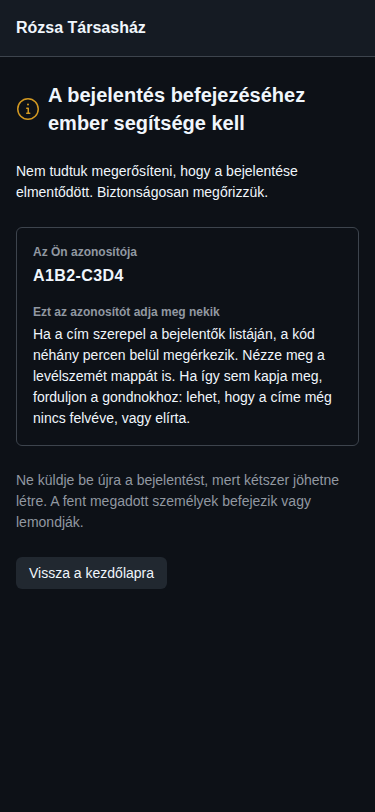 Rózsa Társasház
A bejelentés befejezéséhez
ember segítsége kell
Nem tudtuk megerősíteni, hogy a bejelentése
elmentődött. Biztonságosan megőrizzük.
Az Ön azonosítója
A1B2-C3D4
Ezt az azonosítót adja meg nekik
Ha a cím szerepel a bejelentők listáján, a kód
néhány percen belül megérkezik. Nézze meg a
levélszemét mappát is. Ha így sem kapja meg,
forduljon a gondnokhoz: lehet, hogy a címe még
nincs felvéve, vagy elírta.
Ne küldje be újra a bejelentést, mert kétszer jöhetne
létre. A fent megadott személyek befejezik vagy
lemondják.
Vissza a kezdőlapra